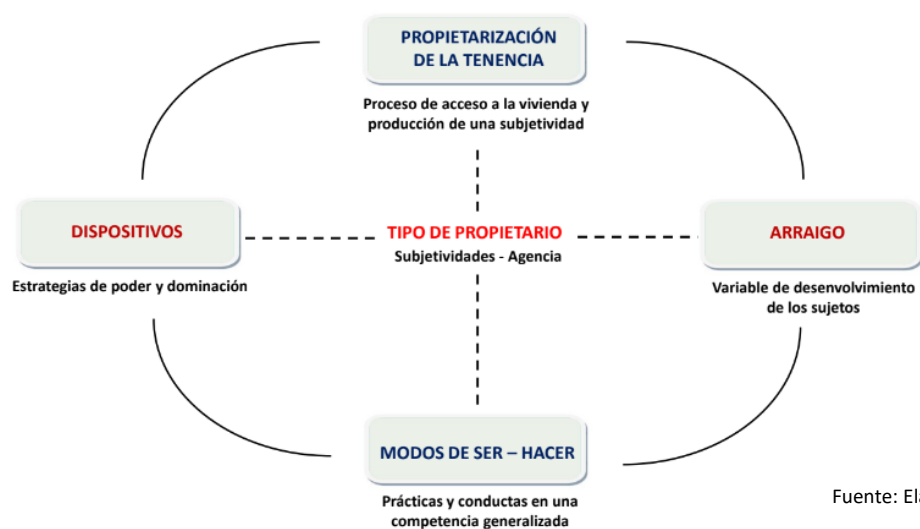 PROPIETARIZACIÓN
DE LA TENENCIA
Proceso de acceso a la vivienda y
producción de una subjetividad
DISPOSITIVOS
Estrategias de poder y dominación
TIPO DE PROPIETARIO
Subjetividades - Agencia
ARRAIGO
Variable de desenvolvimiento
de los sujetos
MODOS DE SER – HACER
Prácticas y conductas en una
competencia generalizada
Fuente: